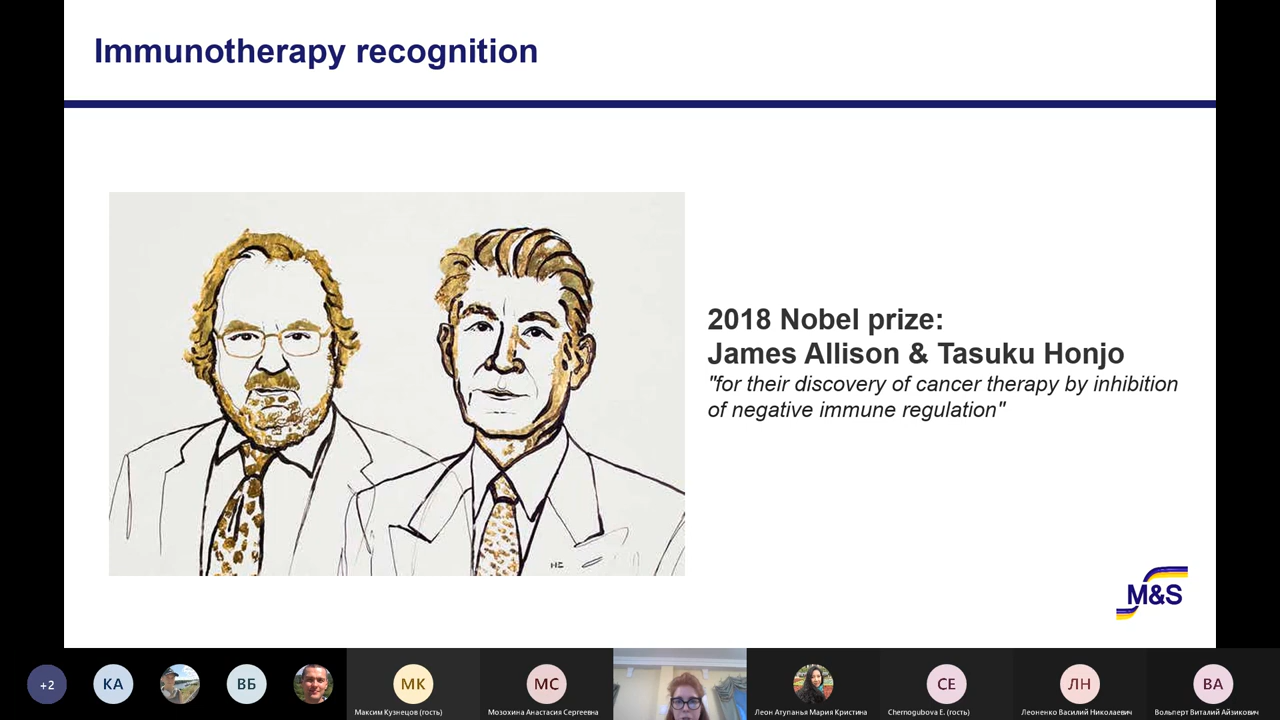 Immunotherapy recognition
2018 Nobel prize:
James Allison & Tasuku Honjo
"for their discovery of cancer therapy by inhibition
of negative immune regulation"
HE
M&S
+2
КА
ВБ
МК
МС
СЕ
ЛН
ВА
Максим Кузнецов (гость)
Мозохина Анастасия Сергеевна
Леон Атупанья Мария Кристина
Chernogubova E. (гость)
Леоненко Василий Николаевич
Вольперт Виталий Айзикович